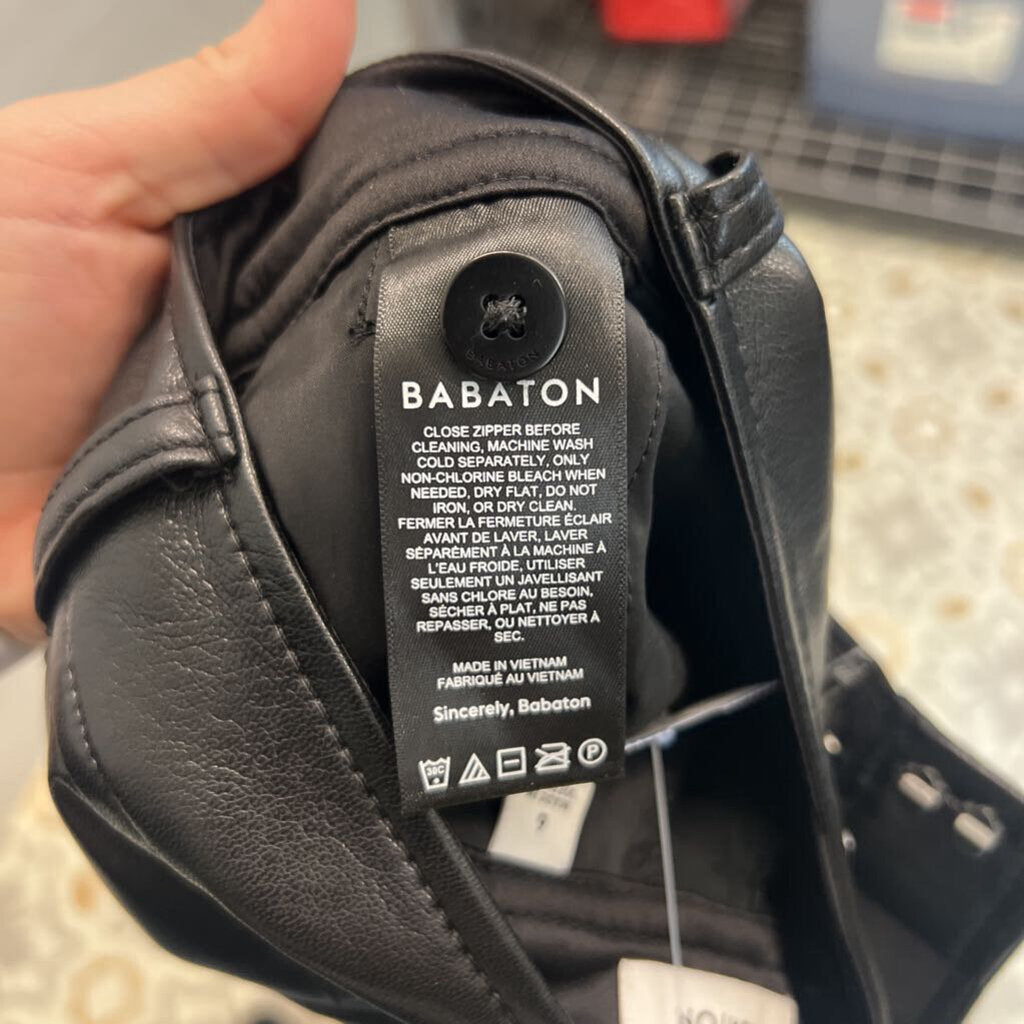 BABATON
BABATON
CLOSE ZIPPER BEFORE
CLEANING, MACHINE WASH
COLD SEPARATELY, ONLY
NON-CHLORINE BLEACH WHEN
NEEDED, DRY FLAT, DO NOT
IRON, OR DRY CLEAN.
FERMER LA FERMETURE ÉCLAIR
AVANT DE LAVER, LAVER
SÉPARÉMENT À LA MACHINE À
L'EAU FROIDE, UTILISER
SEULEMENT UN JAVELLISANT
SANS CHLORE AU BESOIN,
SÉCHER À PLAT, NE PAS
REPASSER, OU NETTOYER À
SEC.
MADE IN VIETNAM
FABRIQUÉ AU VIETNAM
Sincerely, Babaton
30C
P